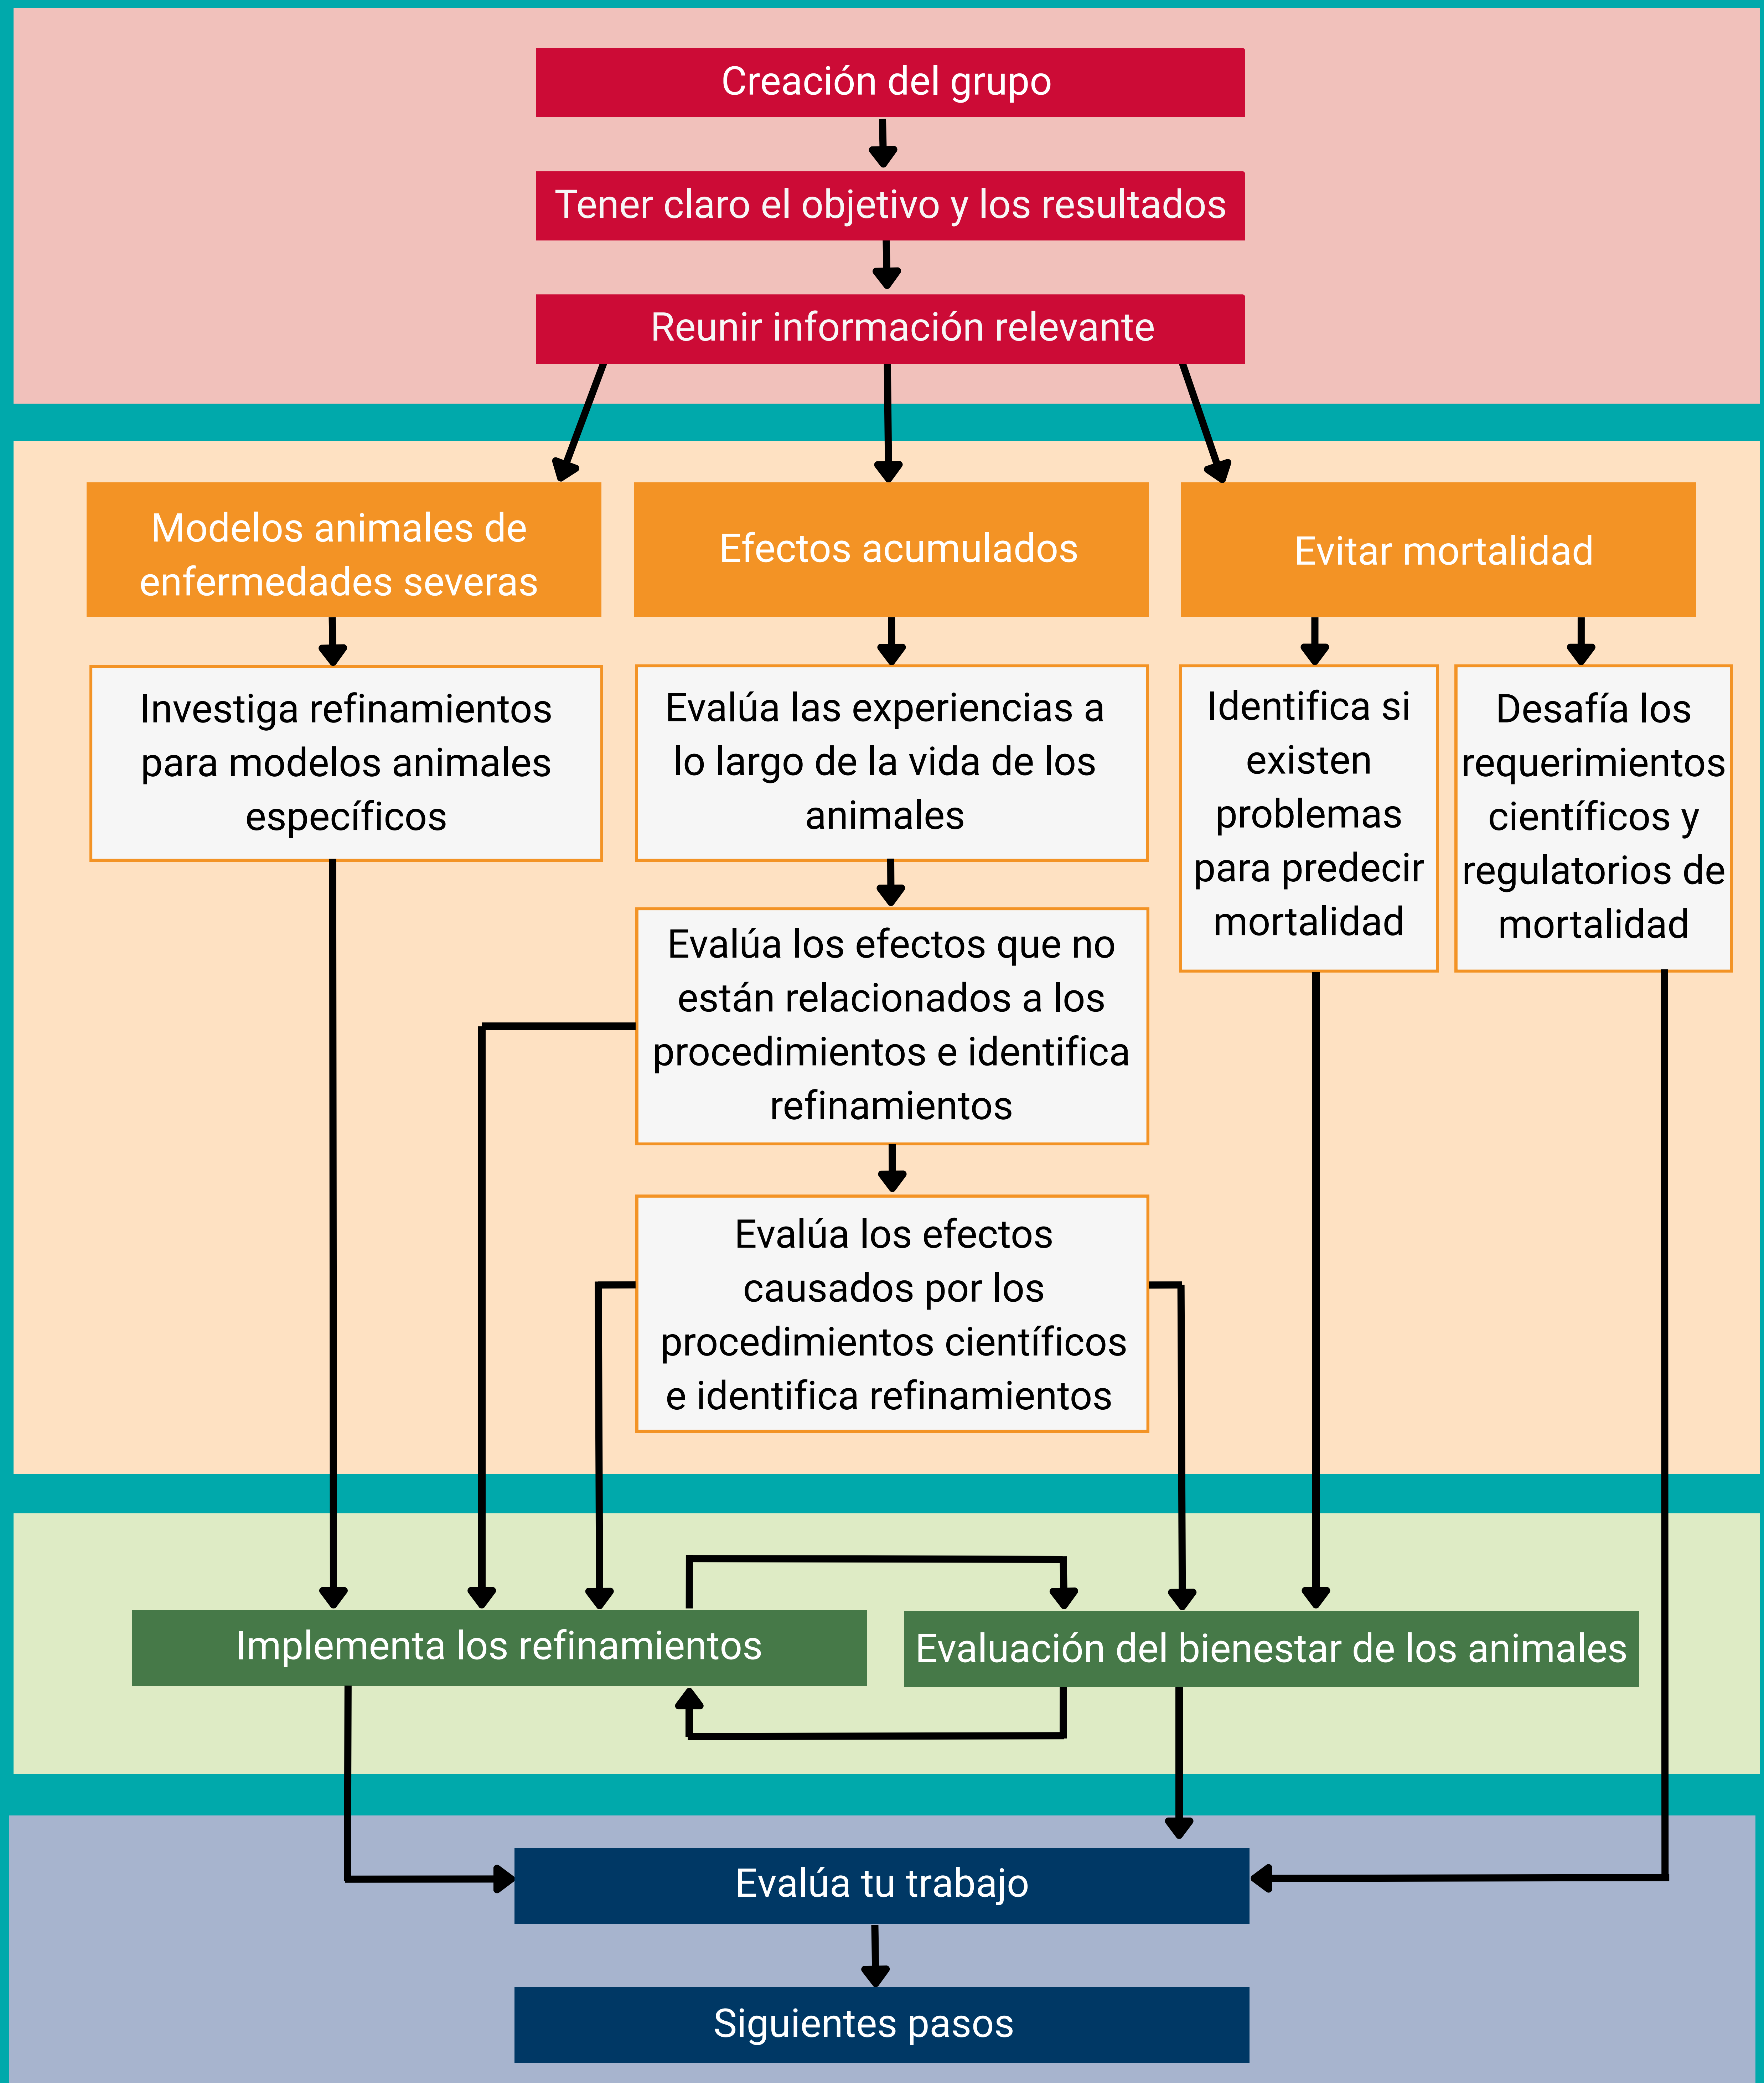 Creación del grupo
Tener claro el objetivo y los resultados
Reunir información relevante
Modelos animales de
enfermedades severas
Efectos acumulados
Evitar mortalidad
Investiga refinamientos
para modelos animales
específicos
Evalúa las experiencias a
lo largo de la vida de los
animales
Identifica si
existen
problemas
para predecir
mortalidad
Desafía los
requerimientos
científicos y
regulatorios de
mortalidad
Evalúa los efectos que no
están relacionados a los
procedimientos e identifica
refinamientos
Evalúa los efectos
causados por los
procedimientos científicos
e identifica refinamientos
Implementa los refinamientos
Evaluación del bienestar de los animales
Evalúa tu trabajo
Siguientes pasos